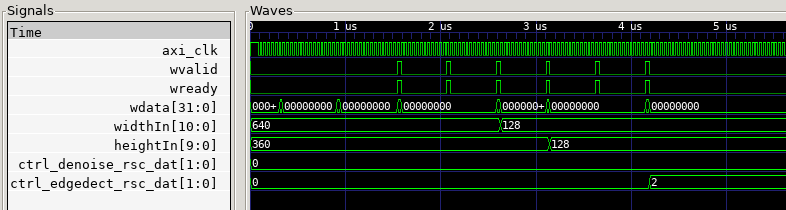 Signals Waves
Time 0 1 us 2 us 3 us 4 us 5 us
axi_clk
wvalid
wready
wdata[31:0] 000+ 00000000 00000000 00000000 000000+ 00000000 00000000
widthIn[10:0] 640 128
heightIn[9:0] 360 128
ctrl_denoise_rsc_dat[1:0] 0
ctrl_edgedect_rsc_dat[1:0] 0 2